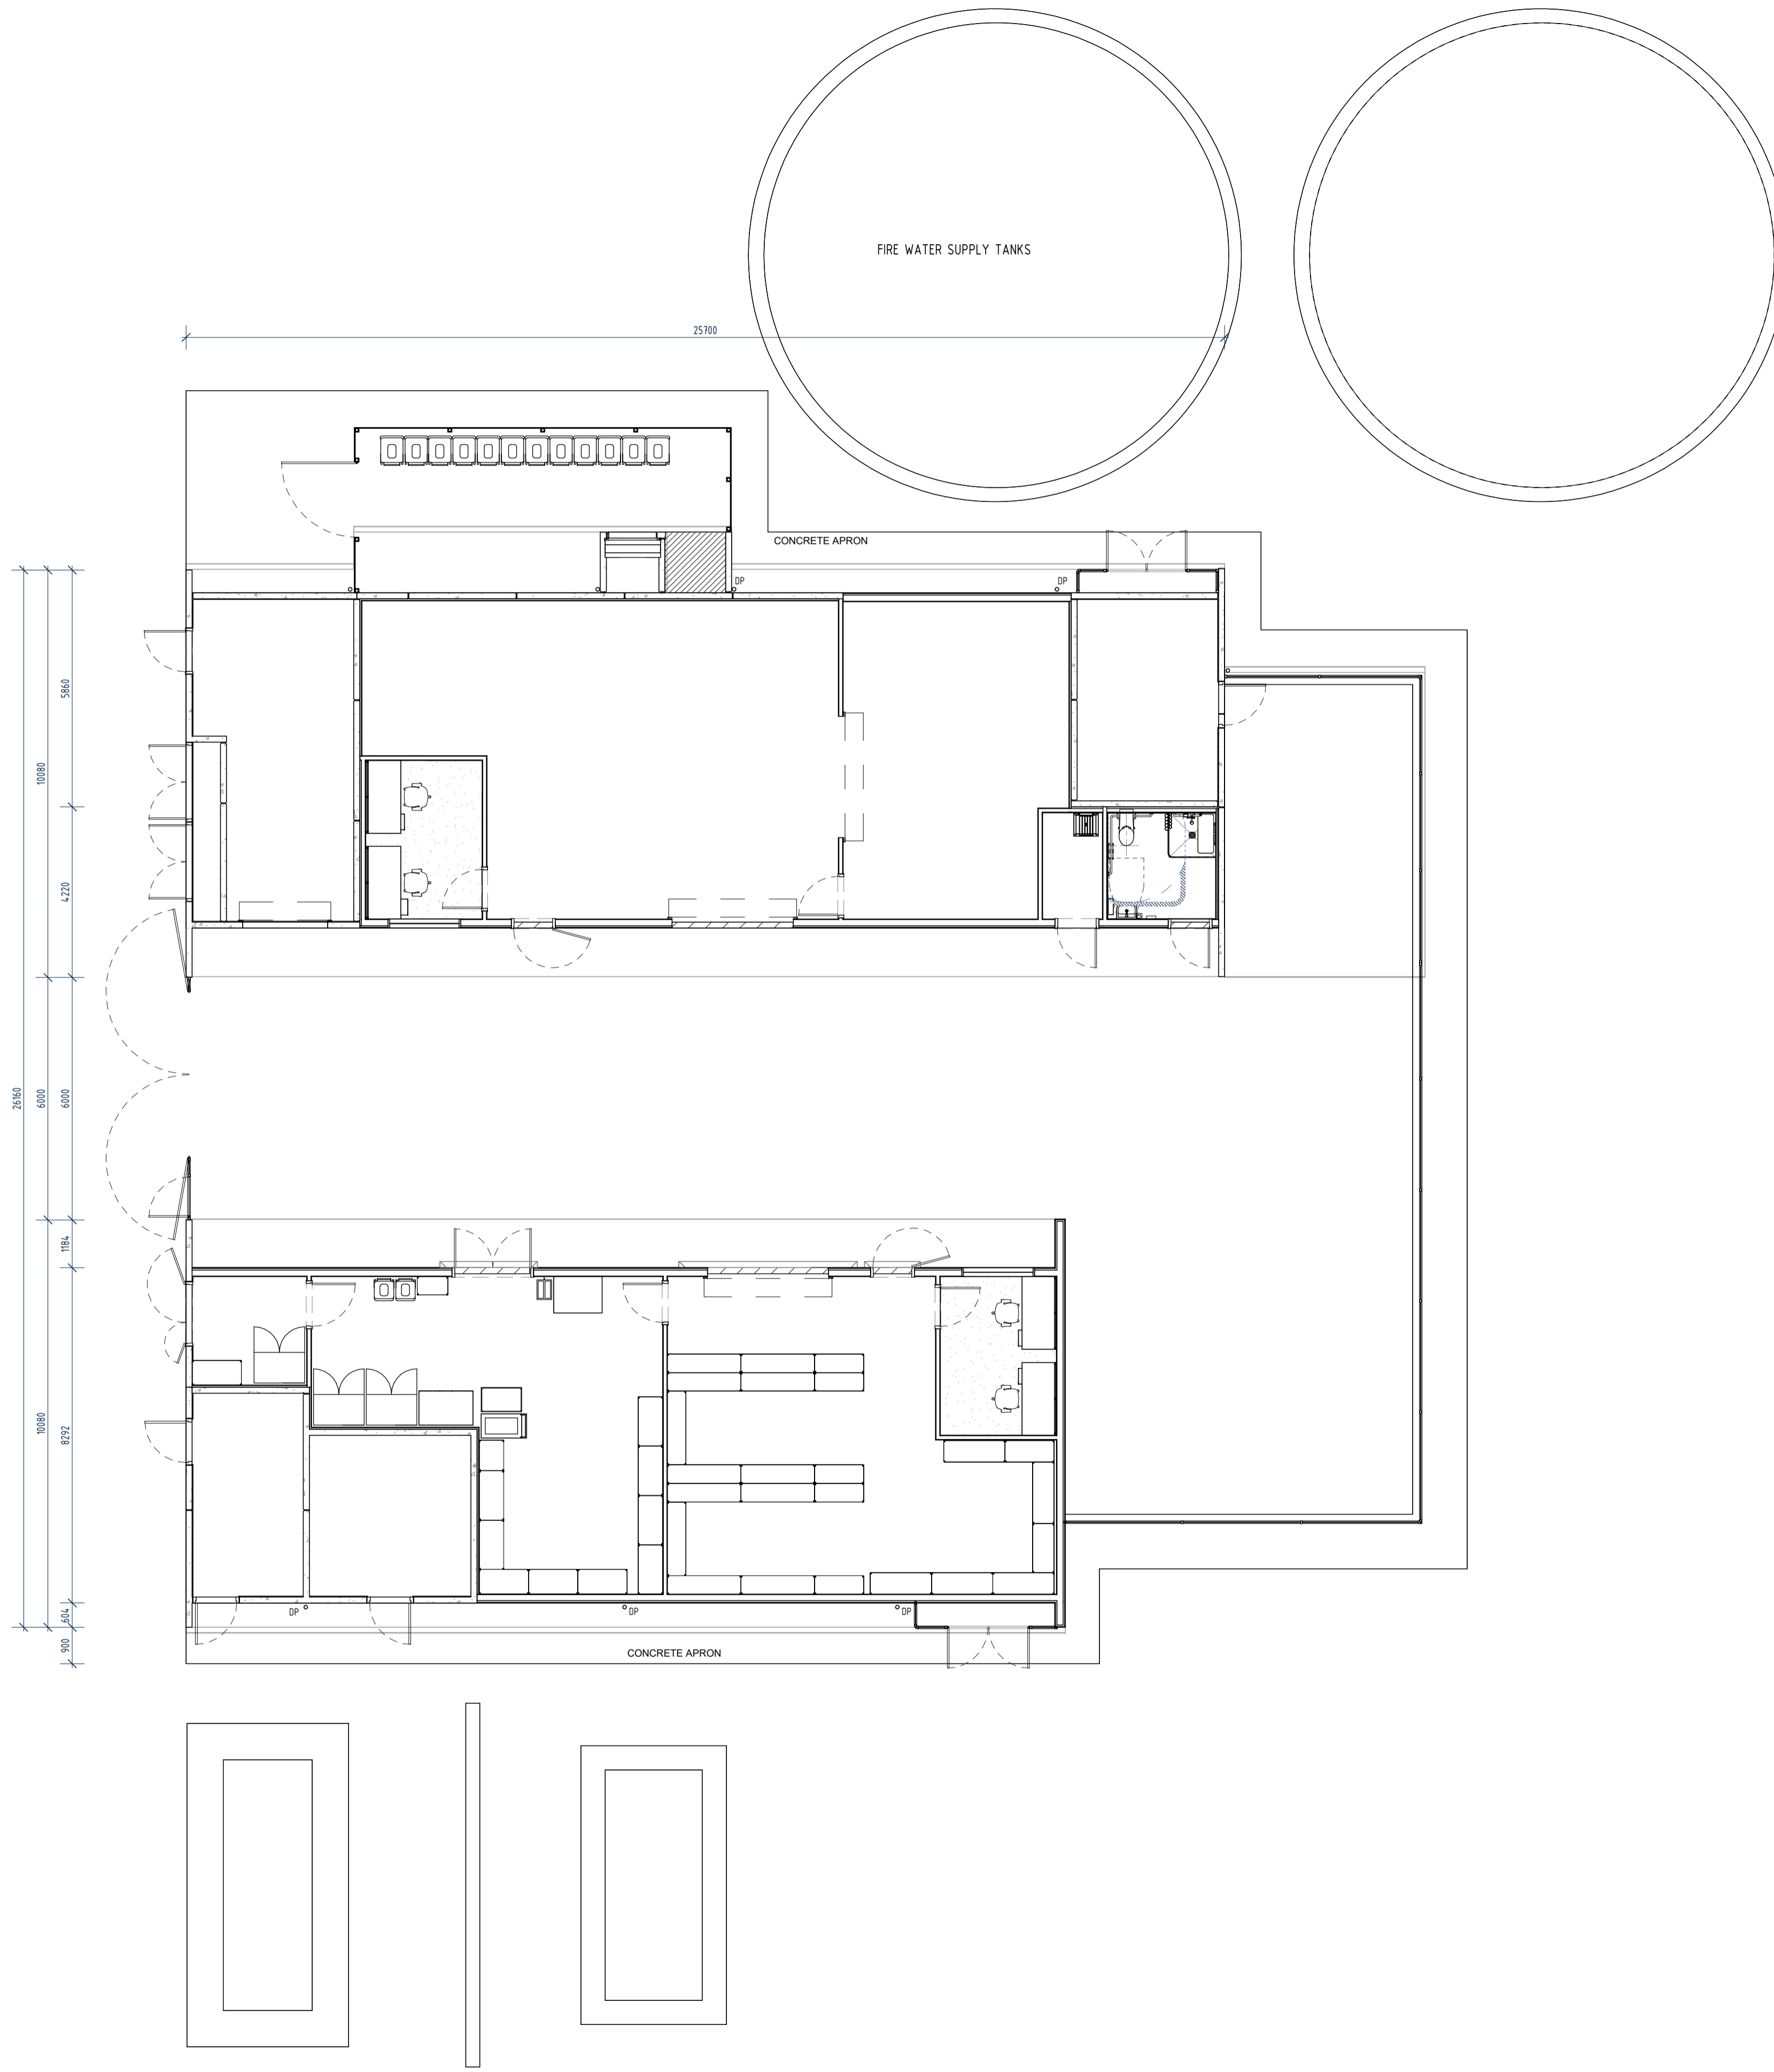 FIRE WATER SUPPLY TANKS
25700
CONCRETE APRON
DP
DP
5860
10080
4220
26160
6000
6000
1184
10080
8292
604
900
DP
DP
DP
CONCRETE APRON